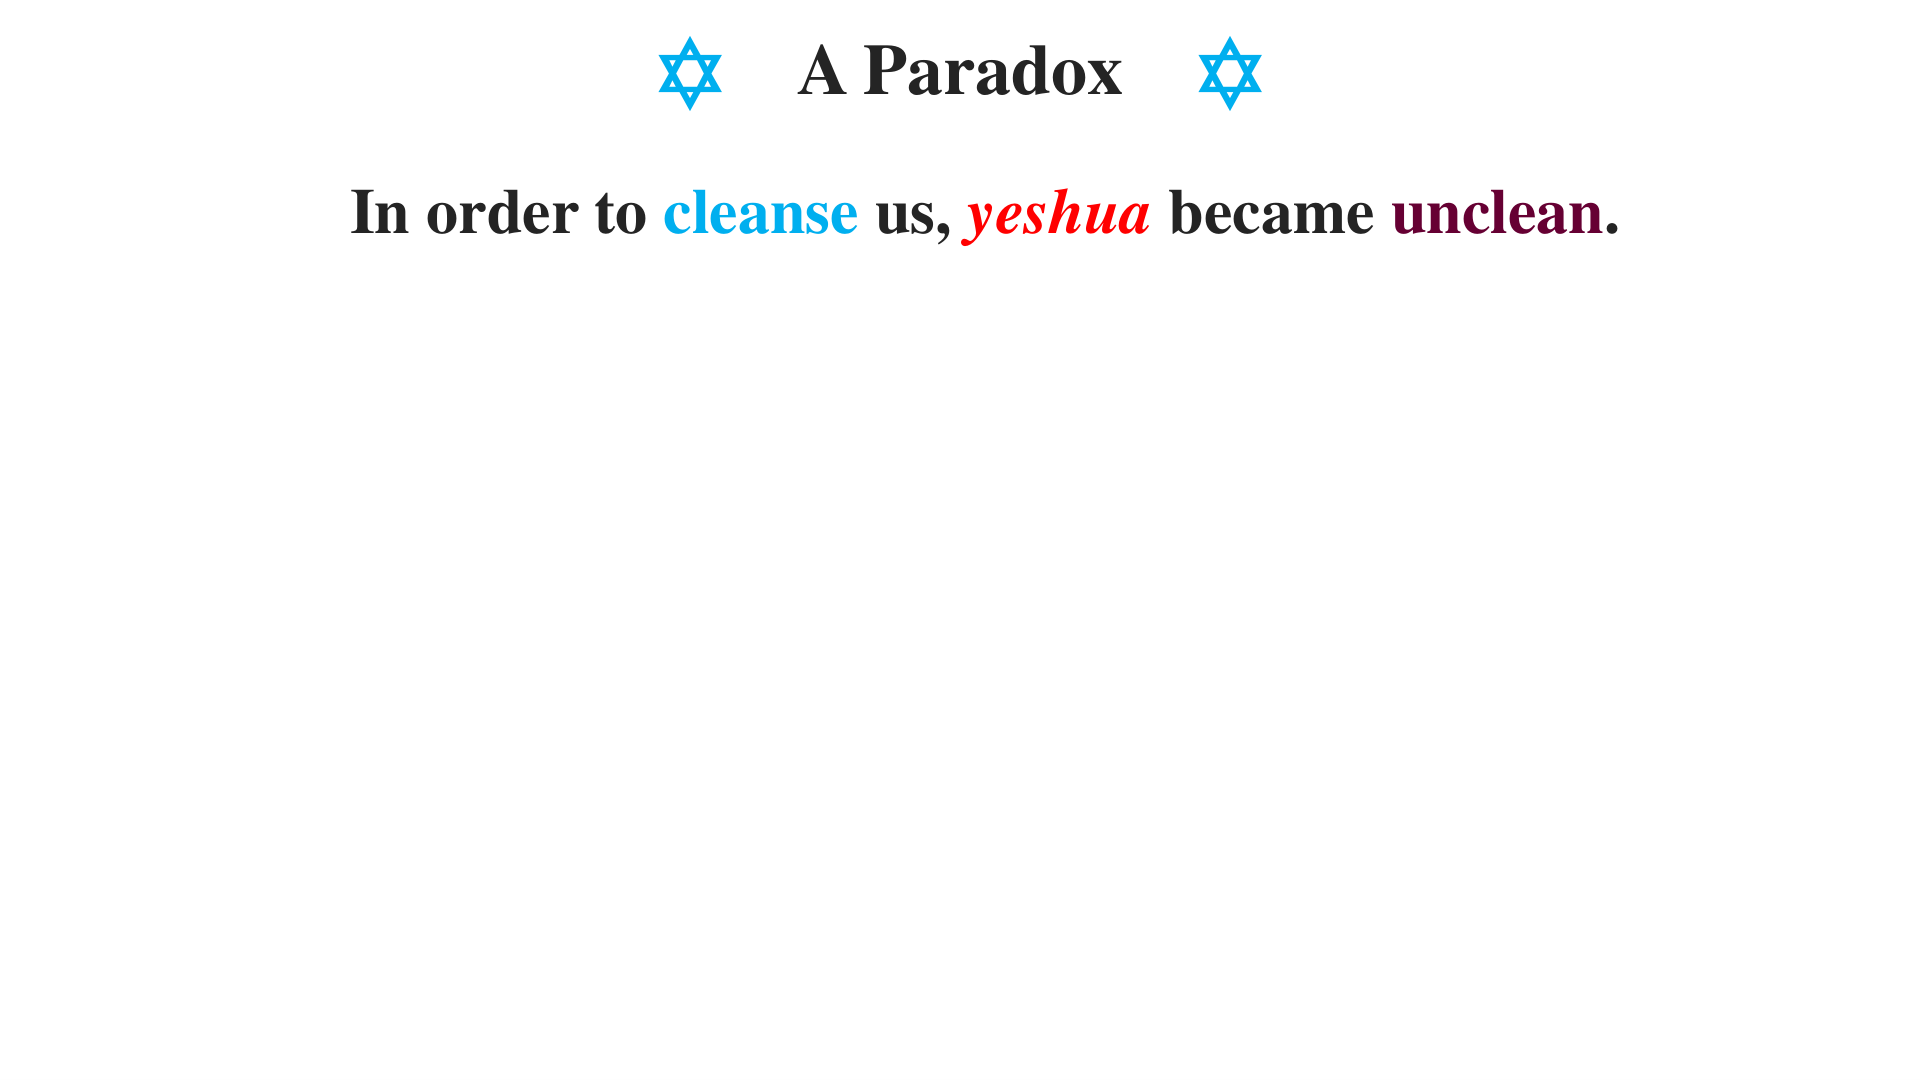 ✡ A Paradox ✡
In order to cleanse us, yeshua became unclean.